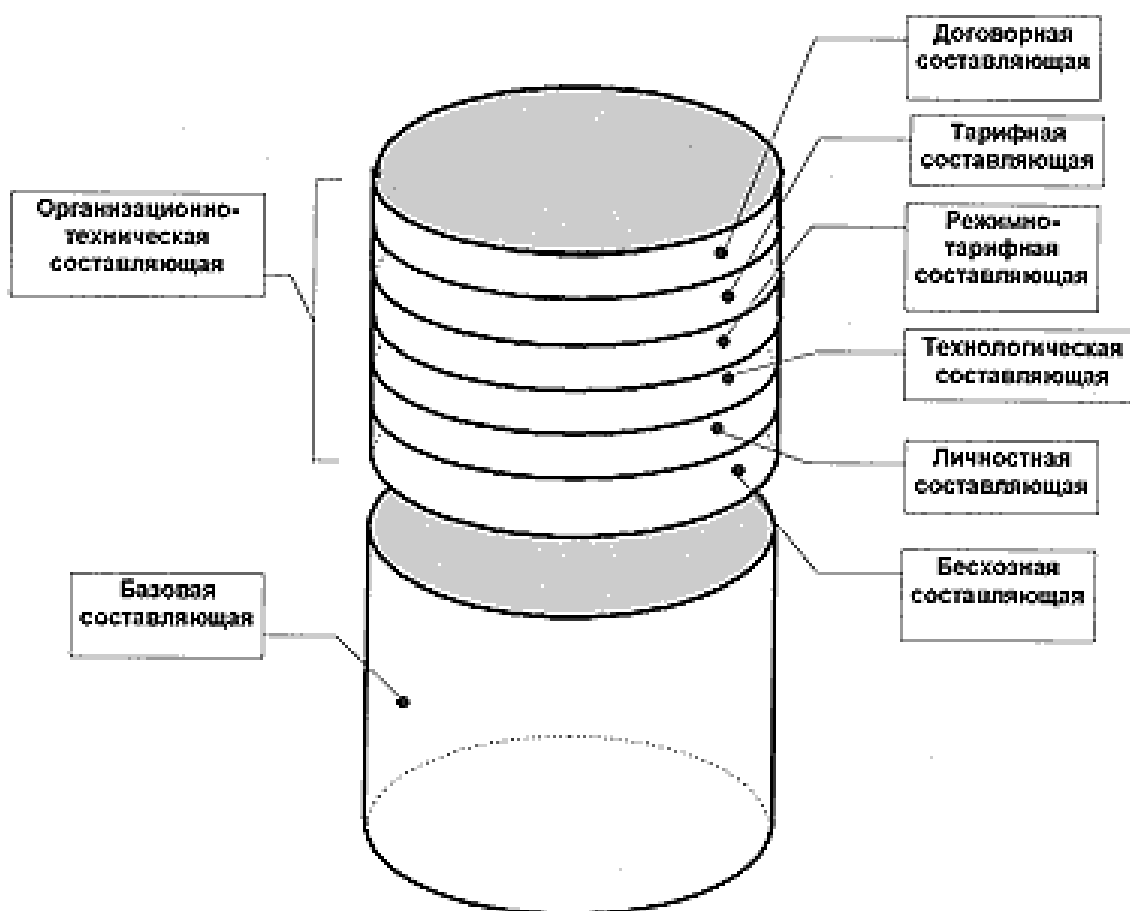 Договорная
составляющая
Тарифная
составляющая
Режимно-
тарифная
составляющая
Технологическая
составляющая
Личностная
составляющая
Бесхозная
составляющая
Организационно-
техническая
составляющая
Базовая
составляющая